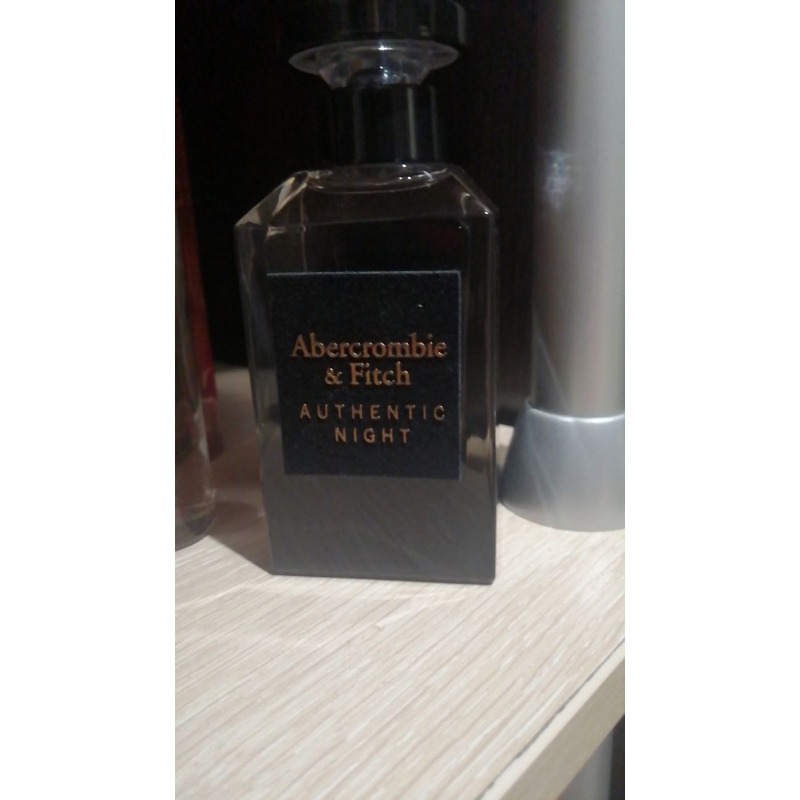 Abercrombie
& Fitch
AUTHENTIC
NIGHT